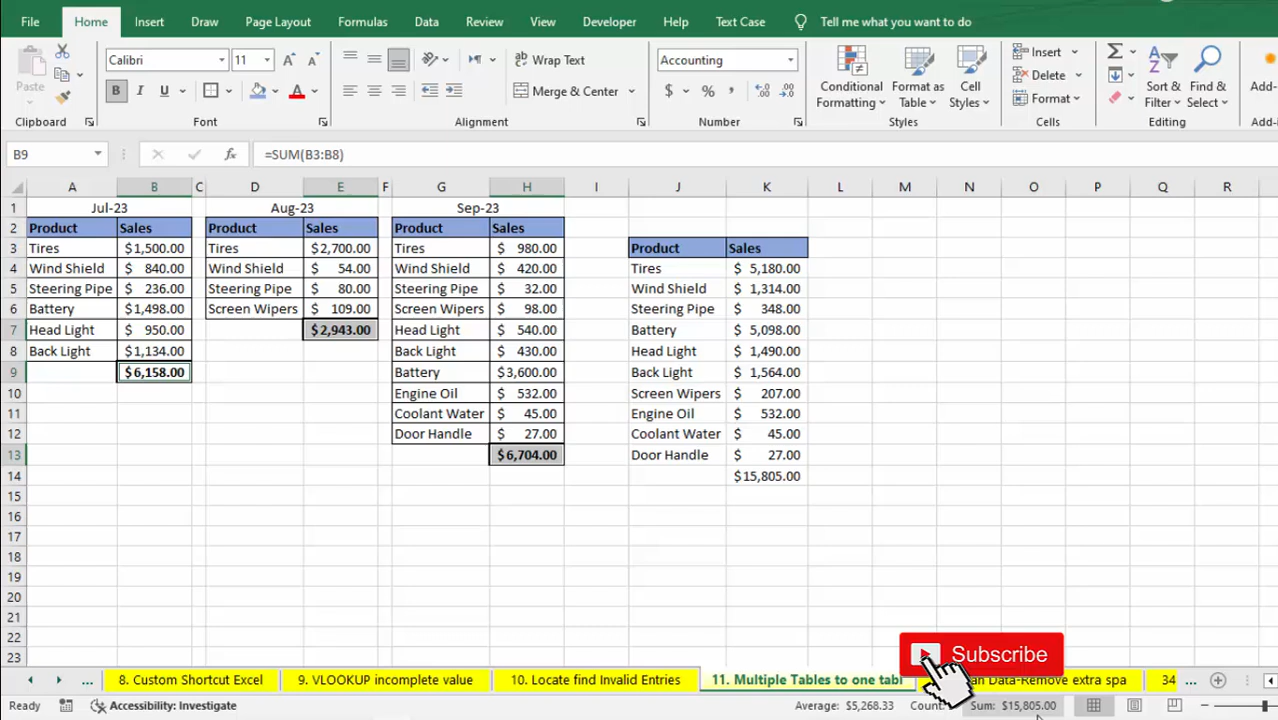 File Home Insert Draw Page Layout Formulas Data Review View Developer Help Text Case Tell me what you want to do
Paste
Clipboard
Calibri 11
B I U A
Font
Wrap Text
Merge & Center
Alignment
Accounting
$ % ,
Number
Conditional Formatting
Format as Table
Cell Styles
Styles
Insert
Delete
Format
Cells
Sort & Filter
Find & Select
Editing
Add-
Add-
B9 fx =SUM(B3:B8)
A B C D E F G H I J K L M N O P Q R
1 Jul-23 Aug-23 Sep-23
2 Product Sales Product Sales Product Sales
3 Tires $1,500.00 Tires $2,700.00 Tires $ 980.00 Product Sales
4 Wind Shield $ 840.00 Wind Shield $ 54.00 Wind Shield $ 420.00 Tires $ 5,180.00
5 Steering Pipe $ 236.00 Steering Pipe $ 80.00 Steering Pipe $ 32.00 Wind Shield $ 1,314.00
6 Battery $1,498.00 Screen Wipers $ 109.00 Screen Wipers $ 98.00 Steering Pipe $ 348.00
7 Head Light $ 950.00 $2,943.00 Head Light $ 540.00 Battery $ 5,098.00
8 Back Light $1,134.00 Back Light $ 430.00 Head Light $ 1,490.00
9 $6,158.00 Battery $3,600.00 Back Light $ 1,564.00
10 Engine Oil $ 532.00 Screen Wipers $ 207.00
11 Coolant Water $ 45.00 Engine Oil $ 532.00
12 Door Handle $ 27.00 Coolant Water $ 45.00
13 $6,704.00 Door Handle $ 27.00
14 $15,805.00
15
16
17
18
19
20
21
22
23
Subscribe
... 8. Custom Shortcut Excel 9. VLOOKUP incomplete value 10. Locate find Invalid Entries 11. Multiple Tables to one tabl an Data-Remove extra spa 34 ...
Ready Accessibility: Investigate Average: $5,268.33 Count: Sum: $15,805.00